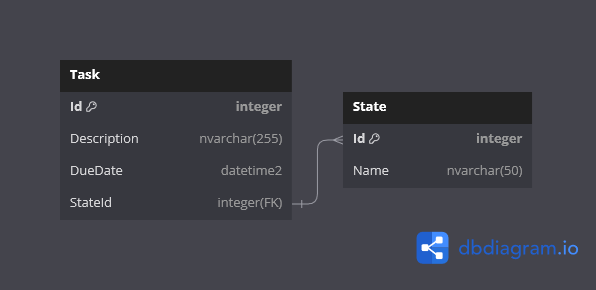 Task
Id integer
Description nvarchar(255)
DueDate datetime2
StateId integer(FK)
State
Id integer
Name nvarchar(50)
dbdiagram.io